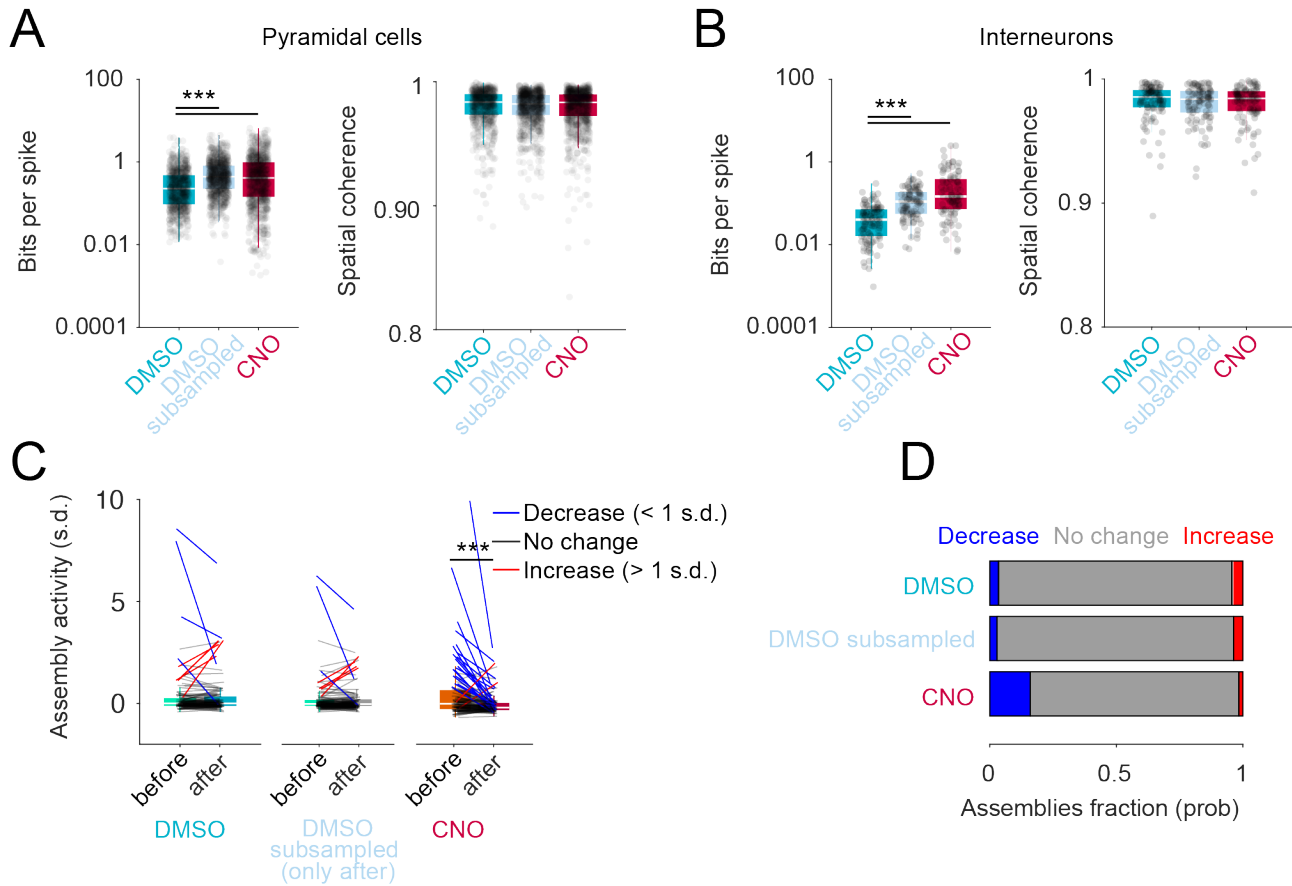 A
Pyramidal cells
Bits per spike
100
1
0.01
0.0001
***
DMSO
DMSO
subsampled
CNO
Spatial coherence
1
0.90
0.8
DMSO
DMSO
subsampled
CNO
B
Interneurons
Bits per spike
100
1
0.01
0.0001
***
DMSO
DMSO
subsampled
CNO
Spatial coherence
1
0.9
0.8
DMSO
DMSO
subsampled
CNO
C
Assembly activity (s.d.)
10
5
0
***
Decrease (< 1 s.d.)
No change
Increase (> 1 s.d.)
before
after
DMSO
before
after
DMSO
subsampled
(only after)
before
after
CNO
D
Decrease No change Increase
DMSO
DMSO subsampled
CNO
0 0.5 1
Assemblies fraction (prob)